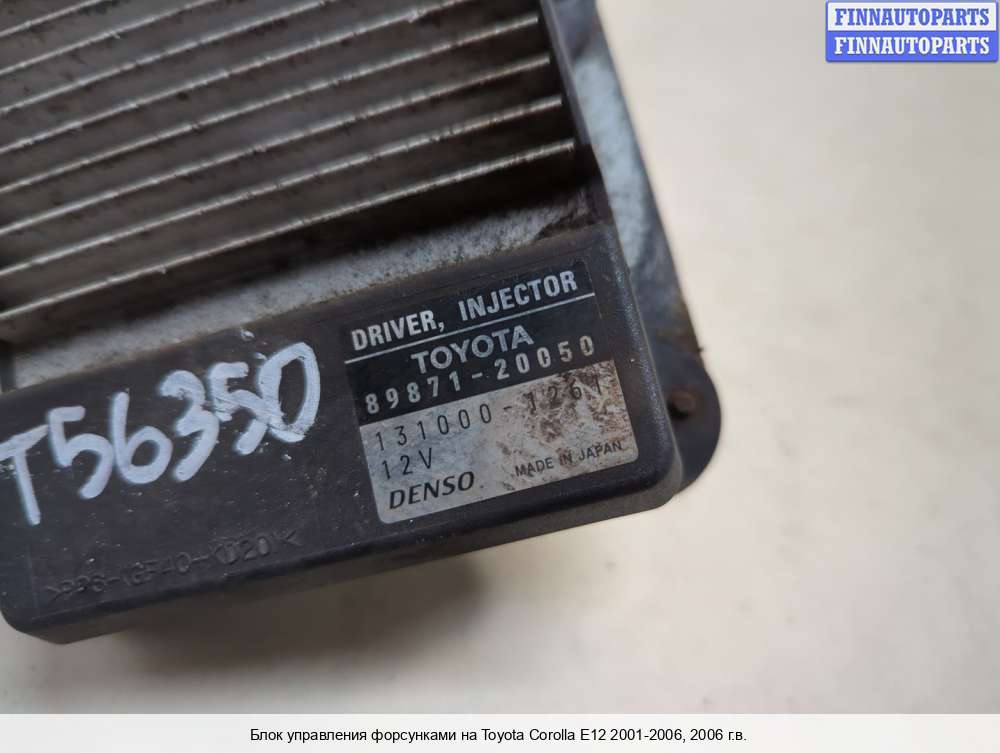 FINNAUTOPARTS
FINNAUTOPARTS
DRIVER, INJECTOR
TOYOTA
89871-20050
131000-1261
12V
DENSO
MADE IN JAPAN
T56350
Блок управления форсунками на Toyota Corolla E12 2001-2006, 2006 г.в.